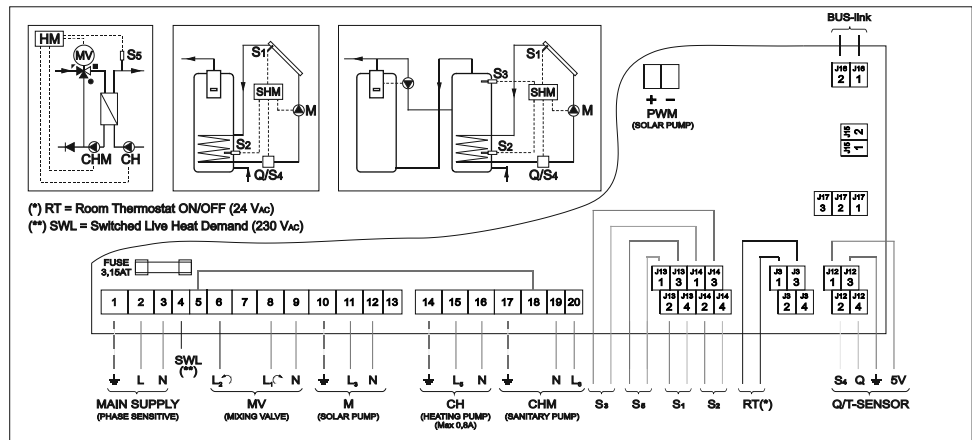 HM
MV
S5
CHM
CH
S1
SHM
M
S2
Q/S4
S1
S3
SHM
M
S2
Q/S4
BUS-link
J16 2
J16 1
+ −
PWM
(SOLAR PUMP)
J15 2
J15 1
J17 3
J17 2
J17 1
(*) RT = Room Thermostat ON/OFF (24 VAC)
(**) SWL = Switched Live Heat Demand (230 VAC)
FUSE
3,15AT
1 2 3 4 5 6 7 8 9 10 11 12 13
14 15 16 17 18 19 20
J13 1
J13 3
J14 1
J14 3
J13 2
J13 4
J14 2
J14 4
J3 1
J3 3
J3 2
J3 4
J12 1
J12 3
J12 2
J12 4
SWL
(**)
L N
L2 L1 N
L3 N
L5 N
N L6
S4 Q 5V
MAIN SUPPLY
(PHASE SENSITIVE)
MV
(MIXING VALVE)
M
(SOLAR PUMP)
CH
(HEATING PUMP)
(Max 0,8A)
CHM
(SANITARY PUMP)
S3
S5
S1
S2
RT(*)
Q/T-SENSOR